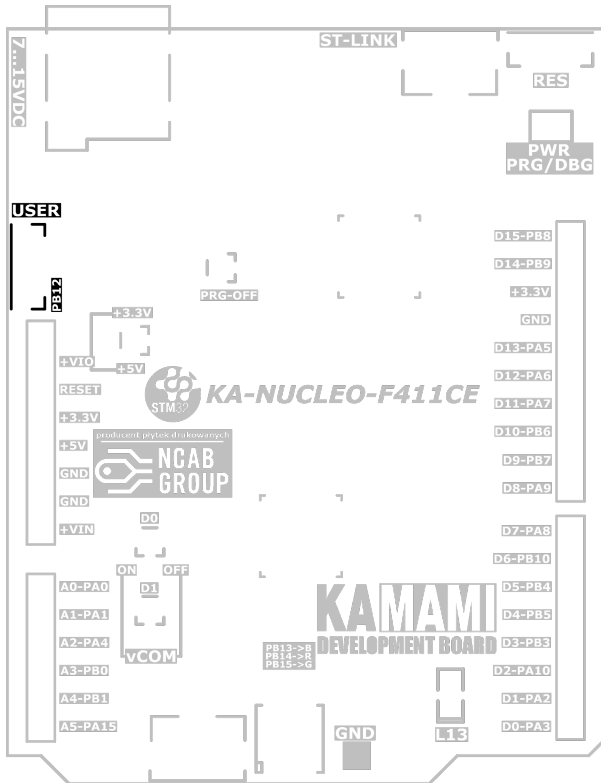 7...15VDC
ST-LINK
RES
PWR
PRG/DBG
USER
PB12
PRG-OFF
D15-PB8
D14-PB9
+3.3V
GND
D13-PA5
D12-PA6
D11-PA7
D10-PB6
D9-PB7
D8-PA9
+3.3V
+5V
+VIO
RESET
+3.3V
+5V
GND
GND
+VIN
STM32
KA-NUCLEO-F411CE
producent płytek drukowanych
NCAB
GROUP
D0
ON
OFF
D1
vCOM
D7-PA8
D6-PB10
D5-PB4
D4-PB5
D3-PB3
D2-PA10
D1-PA2
D0-PA3
A0-PA0
A1-PA1
A2-PA4
A3-PB0
A4-PB1
A5-PA15
KAMAMI
DEVELOPMENT BOARD
PB13->B
PB14->R
PB15->G
GND
L13